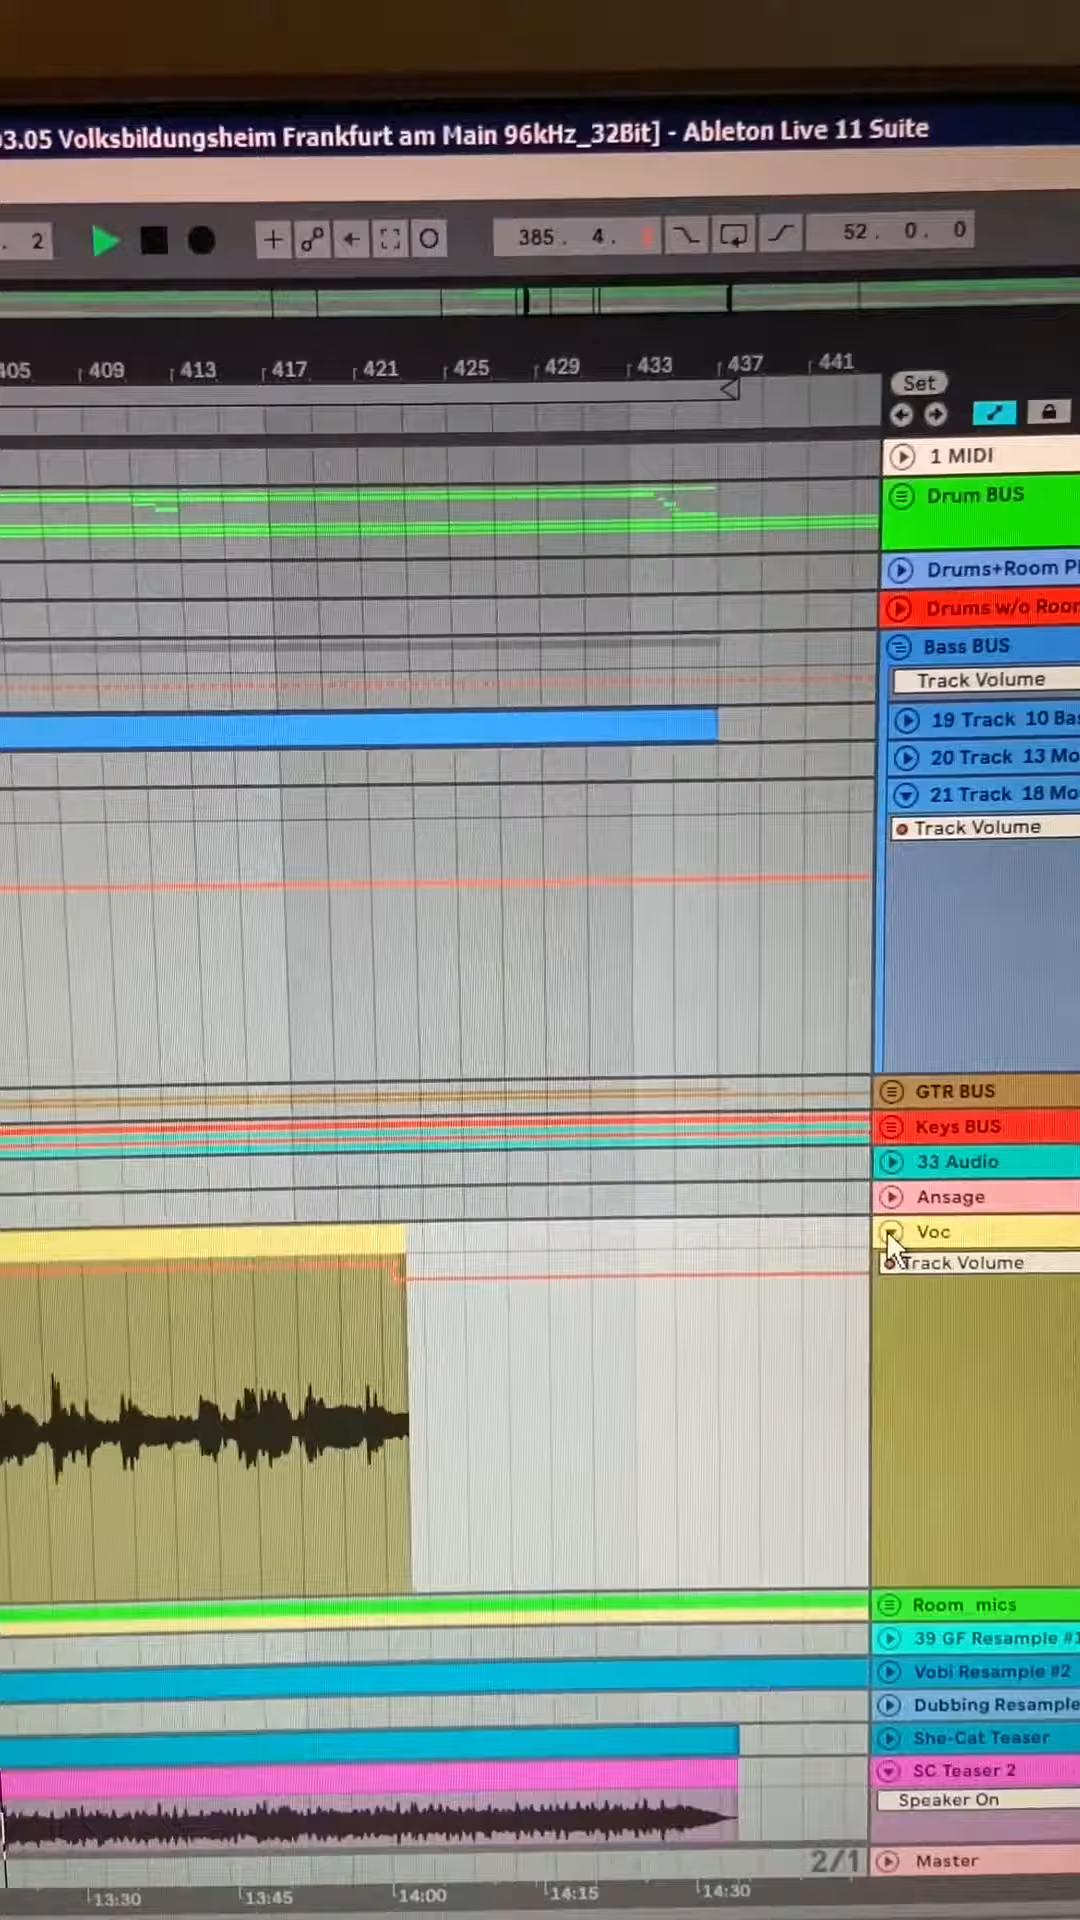 03.05 Volksbildungsheim Frankfurt am Main 96kHz_32Bit] - Ableton Live 11 Suite
. 2
385. 4.
52. 0. 0
405 409 413 417 421 425 429 433 437 441
Set
1 MIDI
Drum BUS
Drums+Room P
Drums w/o Roo
Bass BUS
Track Volume
19 Track 10 Ba
20 Track 13 Mo
21 Track 18 Mo
Track Volume
GTR BUS
Keys BUS
33 Audio
Ansage
Voc
Track Volume
Room mics
39 GF Resample #1
Vobi Resample #2
Dubbing Resample
She-Cat Teaser
SC Teaser 2
Speaker On
2/1
Master
13:30 13:45 14:00 14:15 14:30